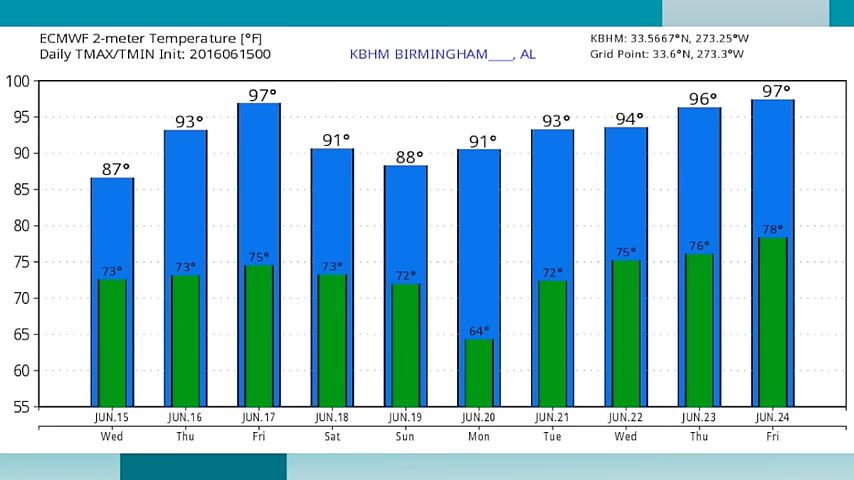 ECMWF 2-meter Temperature [°F]
Daily TMAX/TMIN Init: 2016061500
KBHM BIRMINGHAM___, AL
KBHM: 33.5667°N, 273.25°W
Grid Point: 33.6°N, 273.3°W
100
95
90
85
80
75
70
65
60
55
87° 93° 97° 91° 88° 91° 93° 94° 96° 97°
73° 73° 75° 73° 72° 64° 72° 75° 76° 78°
JUN.15 JUN.16 JUN.17 JUN.18 JUN.19 JUN.20 JUN.21 JUN.22 JUN.23 JUN.24
Wed Thu Fri Sat Sun Mon Tue Wed Thu Fri